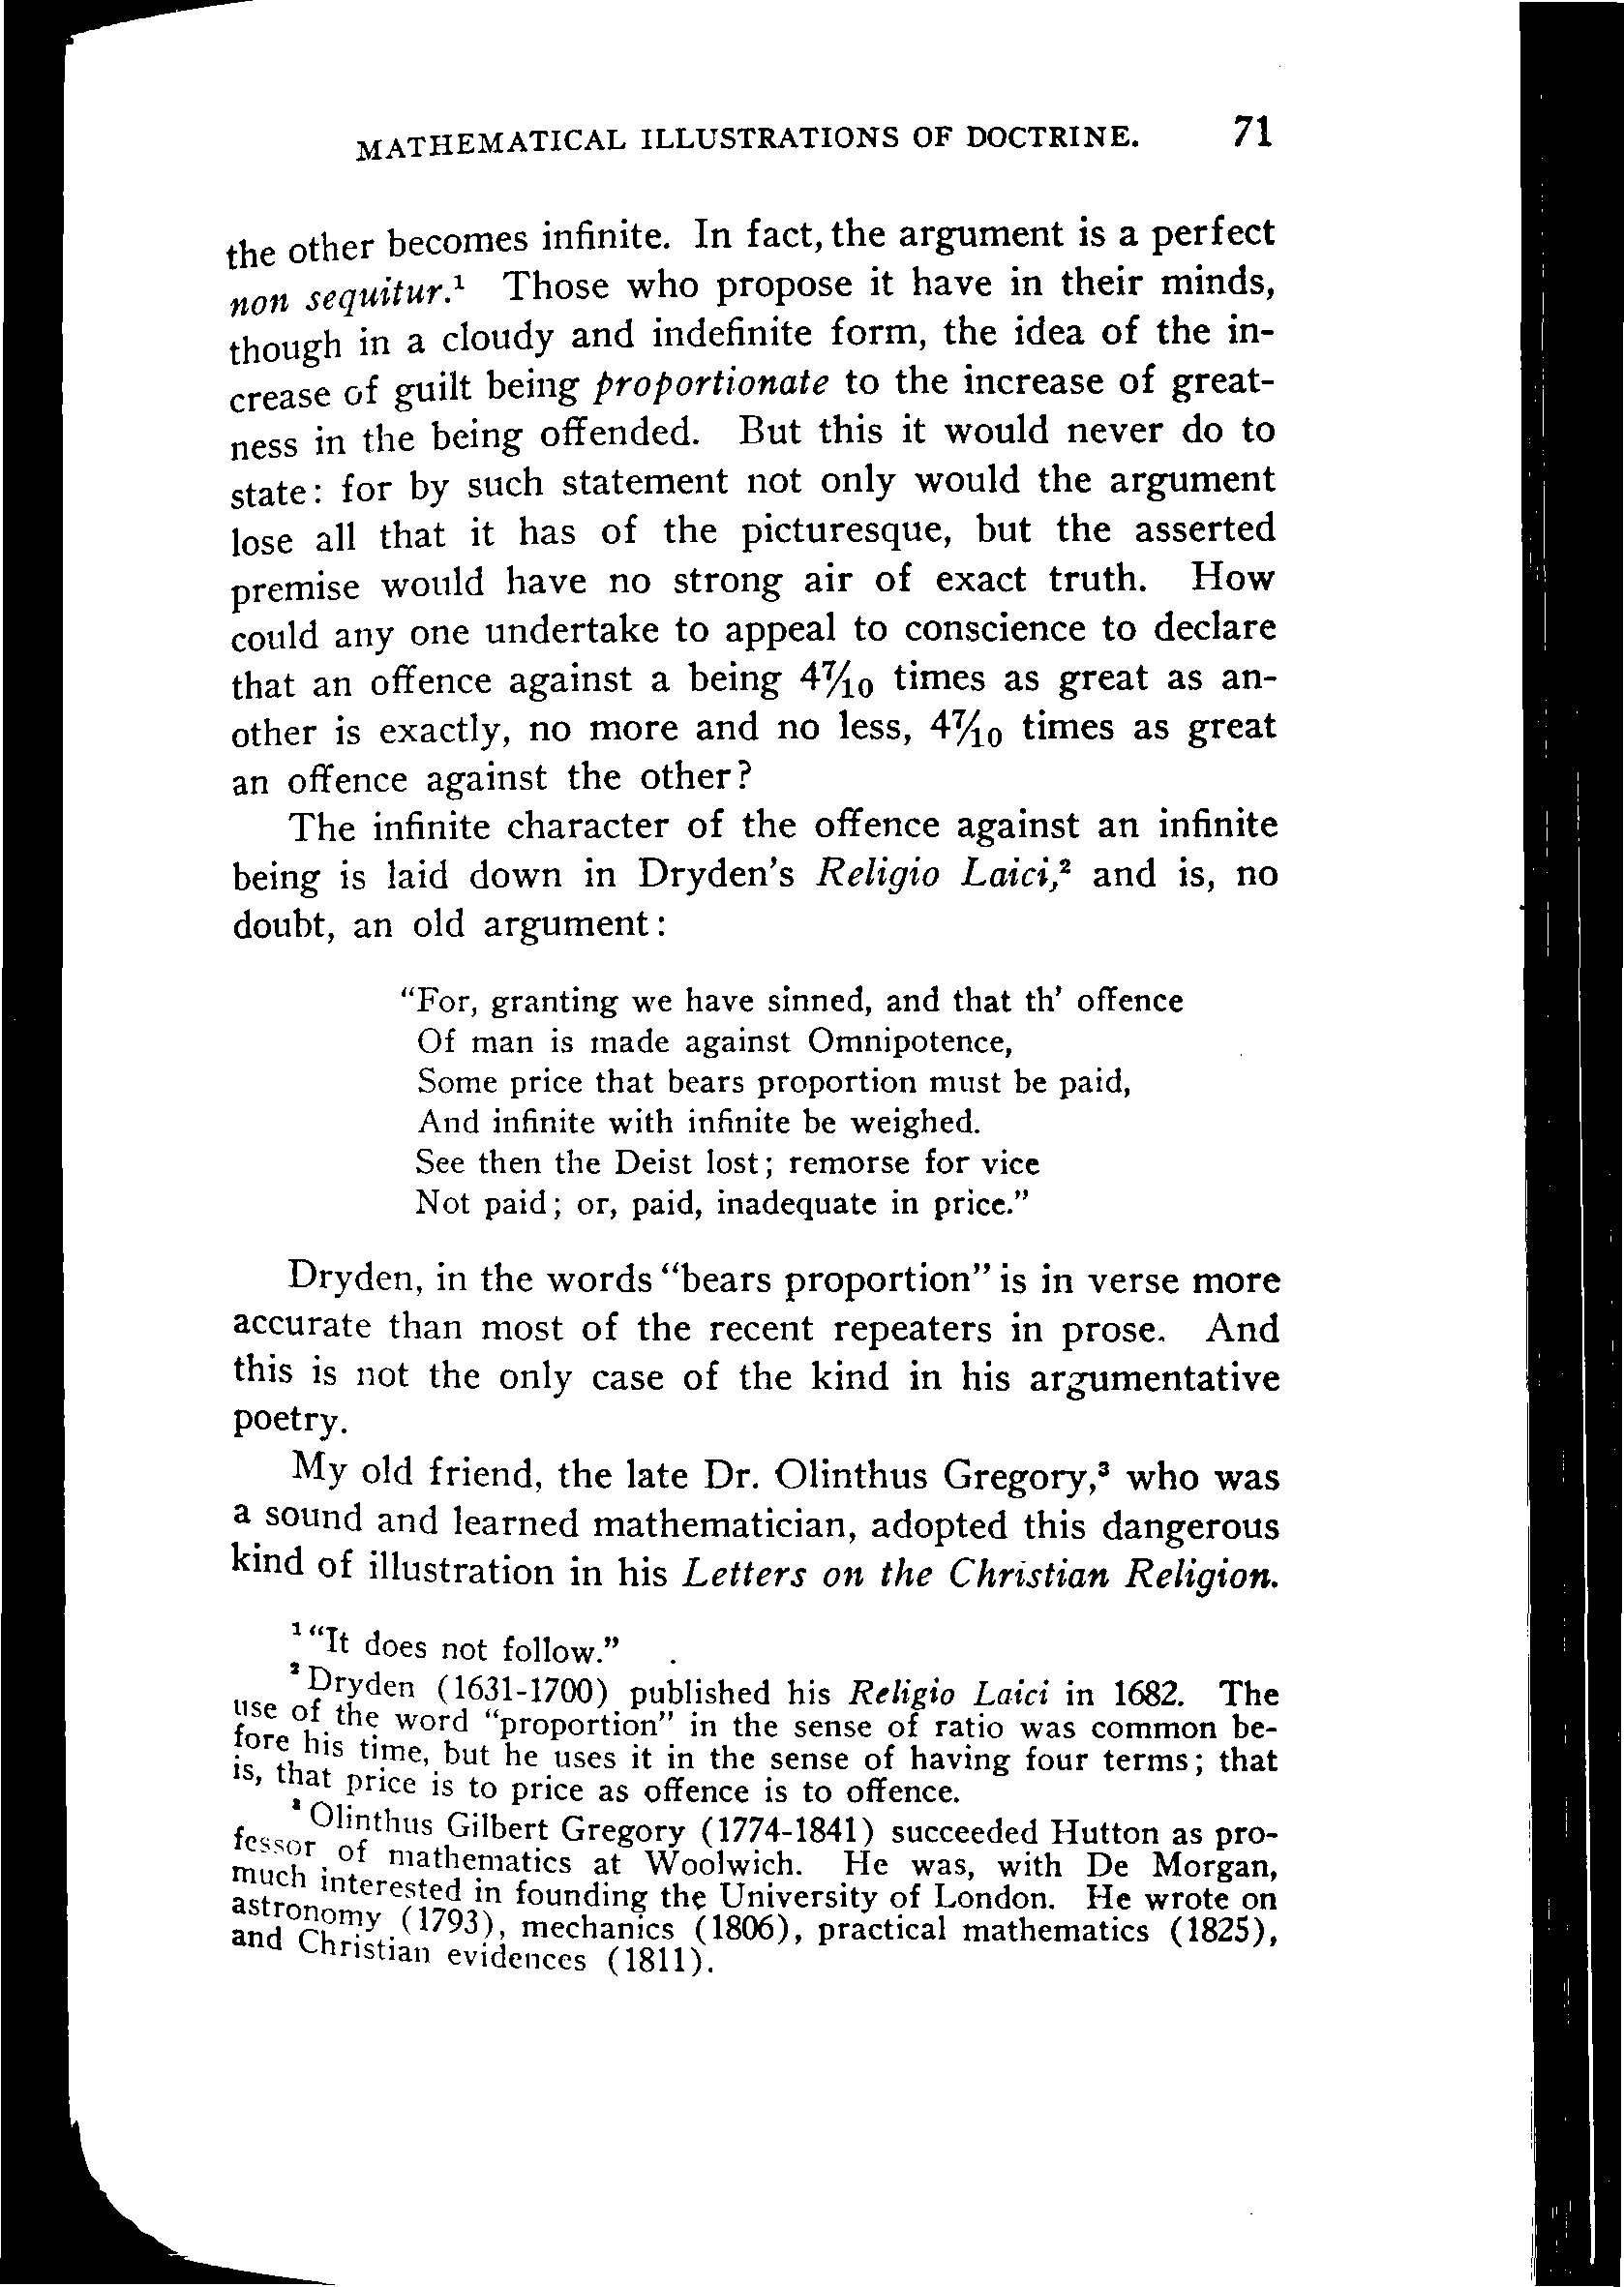 MATHEMATICAL ILLUSTRATIONS OF DOCTRINE. 71
the other becomes infinite. In fact, the argument is a perfect
non sequitur.¹ Those who propose it have in their minds,
though in a cloudy and indefinite form, the idea of the in-
crease of guilt being proportionate to the increase of great-
ness in the being offended. But this it would never do to
state: for by such statement not only would the argument
lose all that it has of the picturesque, but the asserted
premise would have no strong air of exact truth. How
could any one undertake to appeal to conscience to declare
that an offence against a being 4⁷⁄₁₀ times as great as an-
other is exactly, no more and no less, 4⁷⁄₁₀ times as great
an offence against the other?
The infinite character of the offence against an infinite
being is laid down in Dryden's Religio Laici,² and is, no
doubt, an old argument:
"For, granting we have sinned, and that th' offence
Of man is made against Omnipotence,
Some price that bears proportion must be paid,
And infinite with infinite be weighed.
See then the Deist lost; remorse for vice
Not paid; or, paid, inadequate in price."
Dryden, in the words "bears proportion" is in verse more
accurate than most of the recent repeaters in prose. And
this is not the only case of the kind in his argumentative
poetry.
My old friend, the late Dr. Olinthus Gregory,³ who was
a sound and learned mathematician, adopted this dangerous
kind of illustration in his Letters on the Christian Religion.
¹ "It does not follow."
² Dryden (1631-1700) published his Religio Laici in 1682. The
use of the word "proportion" in the sense of ratio was common be-
fore his time, but he uses it in the sense of having four terms; that
is, that price is to price as offence is to offence.
³ Olinthus Gilbert Gregory (1774-1841) succeeded Hutton as pro-
fessor of mathematics at Woolwich. He was, with De Morgan,
much interested in founding the University of London. He wrote on
astronomy (1793), mechanics (1806), practical mathematics (1825),
and Christian evidences (1811).